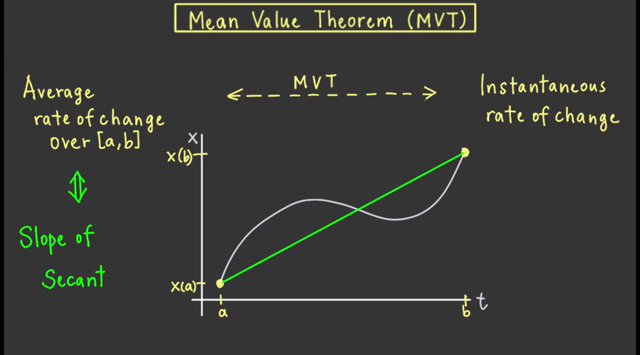 Mean Value Theorem (MVT)
Average
rate of change
over [a,b]
MVT
Instantaneous
rate of change
Slope of
Secant
x
x(b)
x(a)
a
b
t